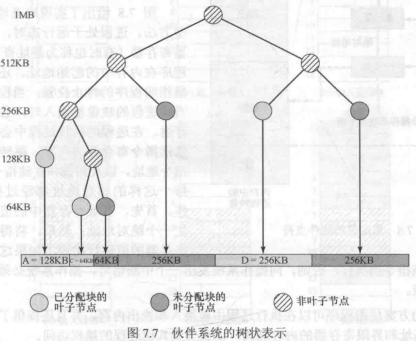 1MB
512KB
256KB
128KB
64KB
A = 128KB
C = 64KB
64KB
256KB
D = 256KB
256KB
已分配块的
叶子节点
未分配块的
叶子节点
非叶子节点
图 7.7 伙伴系统的树状表示